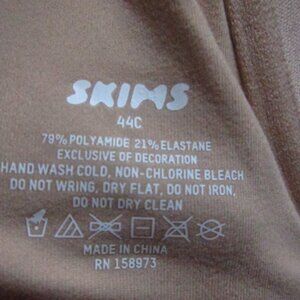 SKIMS
44C
79% POLYAMIDE 21% ELASTANE
EXCLUSIVE OF DECORATION
HAND WASH COLD, NON-CHLORINE BLEACH
DO NOT WRING, DRY FLAT, DO NOT IRON,
DO NOT DRY CLEAN
MADE IN CHINA
RN 158973